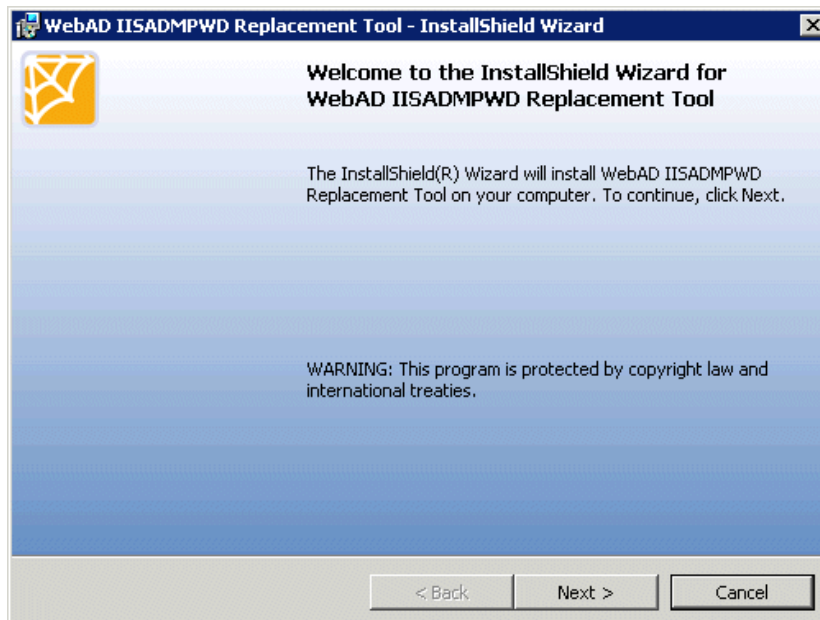 WebAD IISADMPWD Replacement Tool - InstallShield Wizard
Welcome to the InstallShield Wizard for
WebAD IISADMPWD Replacement Tool
The InstallShield(R) Wizard will install WebAD IISADMPWD
Replacement Tool on your computer. To continue, click Next.
WARNING: This program is protected by copyright law and
international treaties.
< Back
Next >
Cancel